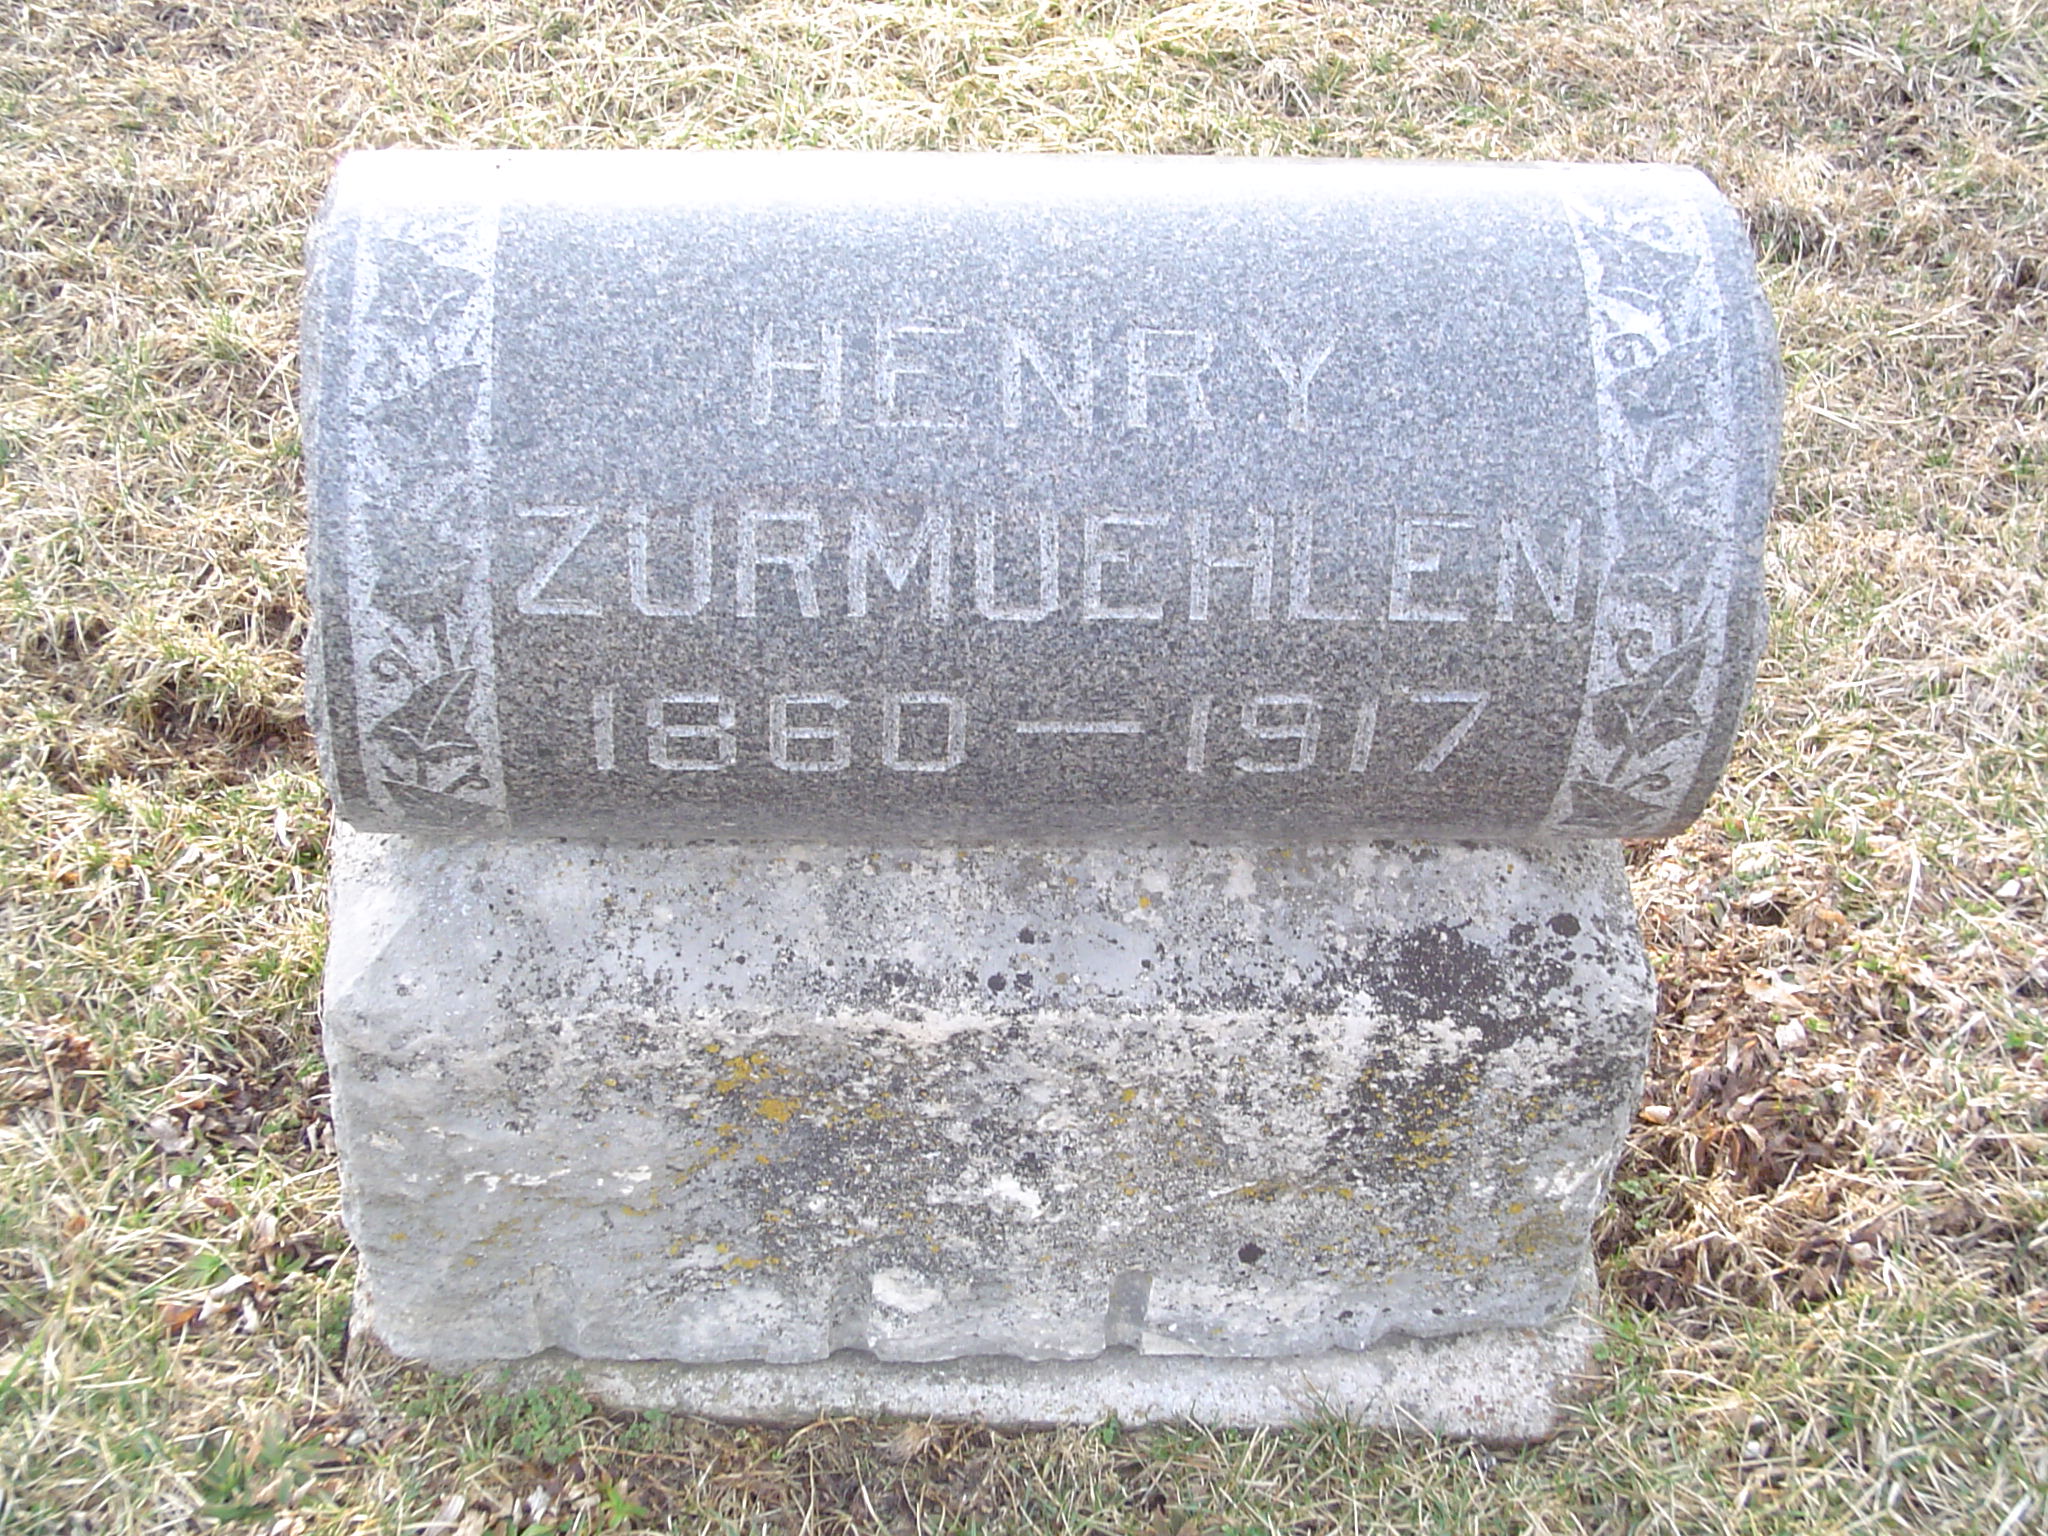 HENRY
ZURMUEHLEN
1860 — 1917